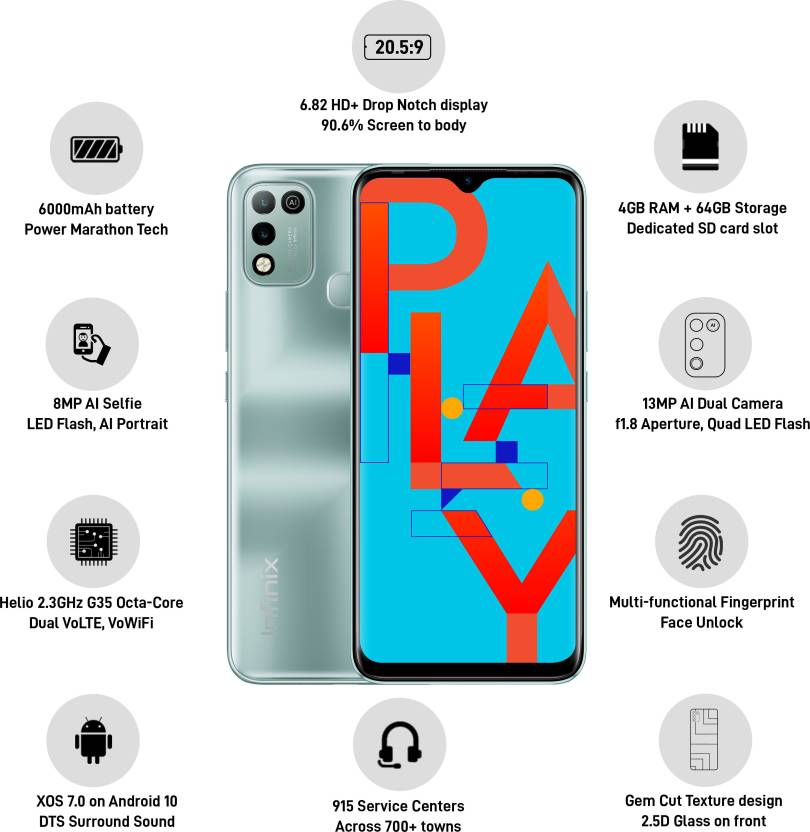 20.5:9
6.82 HD+ Drop Notch display
90.6% Screen to body
6000mAh battery
Power Marathon Tech
4GB RAM + 64GB Storage
Dedicated SD card slot
AI
PLAY
8MP AI Selfie
LED Flash, AI Portrait
AI
13MP AI Dual Camera
f1.8 Aperture, Quad LED Flash
Helio 2.3GHz G35 Octa-Core
Dual VoLTE, VoWiFi
Infinix
Multi-functional Fingerprint
Face Unlock
XOS 7.0 on Android 10
DTS Surround Sound
915 Service Centers
Across 700+ towns
Gem Cut Texture design
2.5D Glass on front